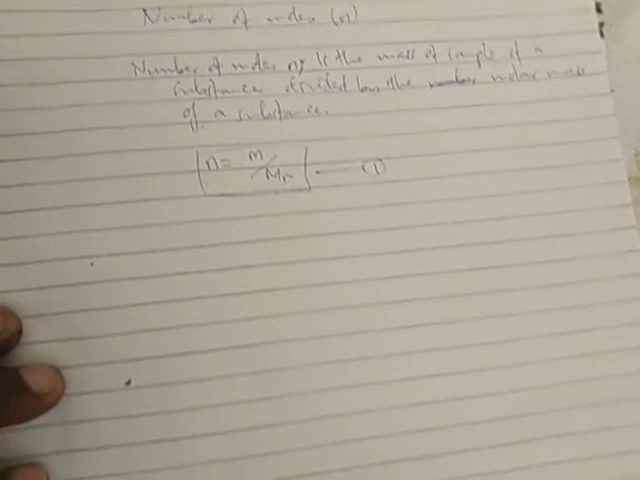 Number of moles (n)
Number of moles n; is the mass of sample of a
substance divided by the number molar mass
of a substance.
n = m/Mr — (1)